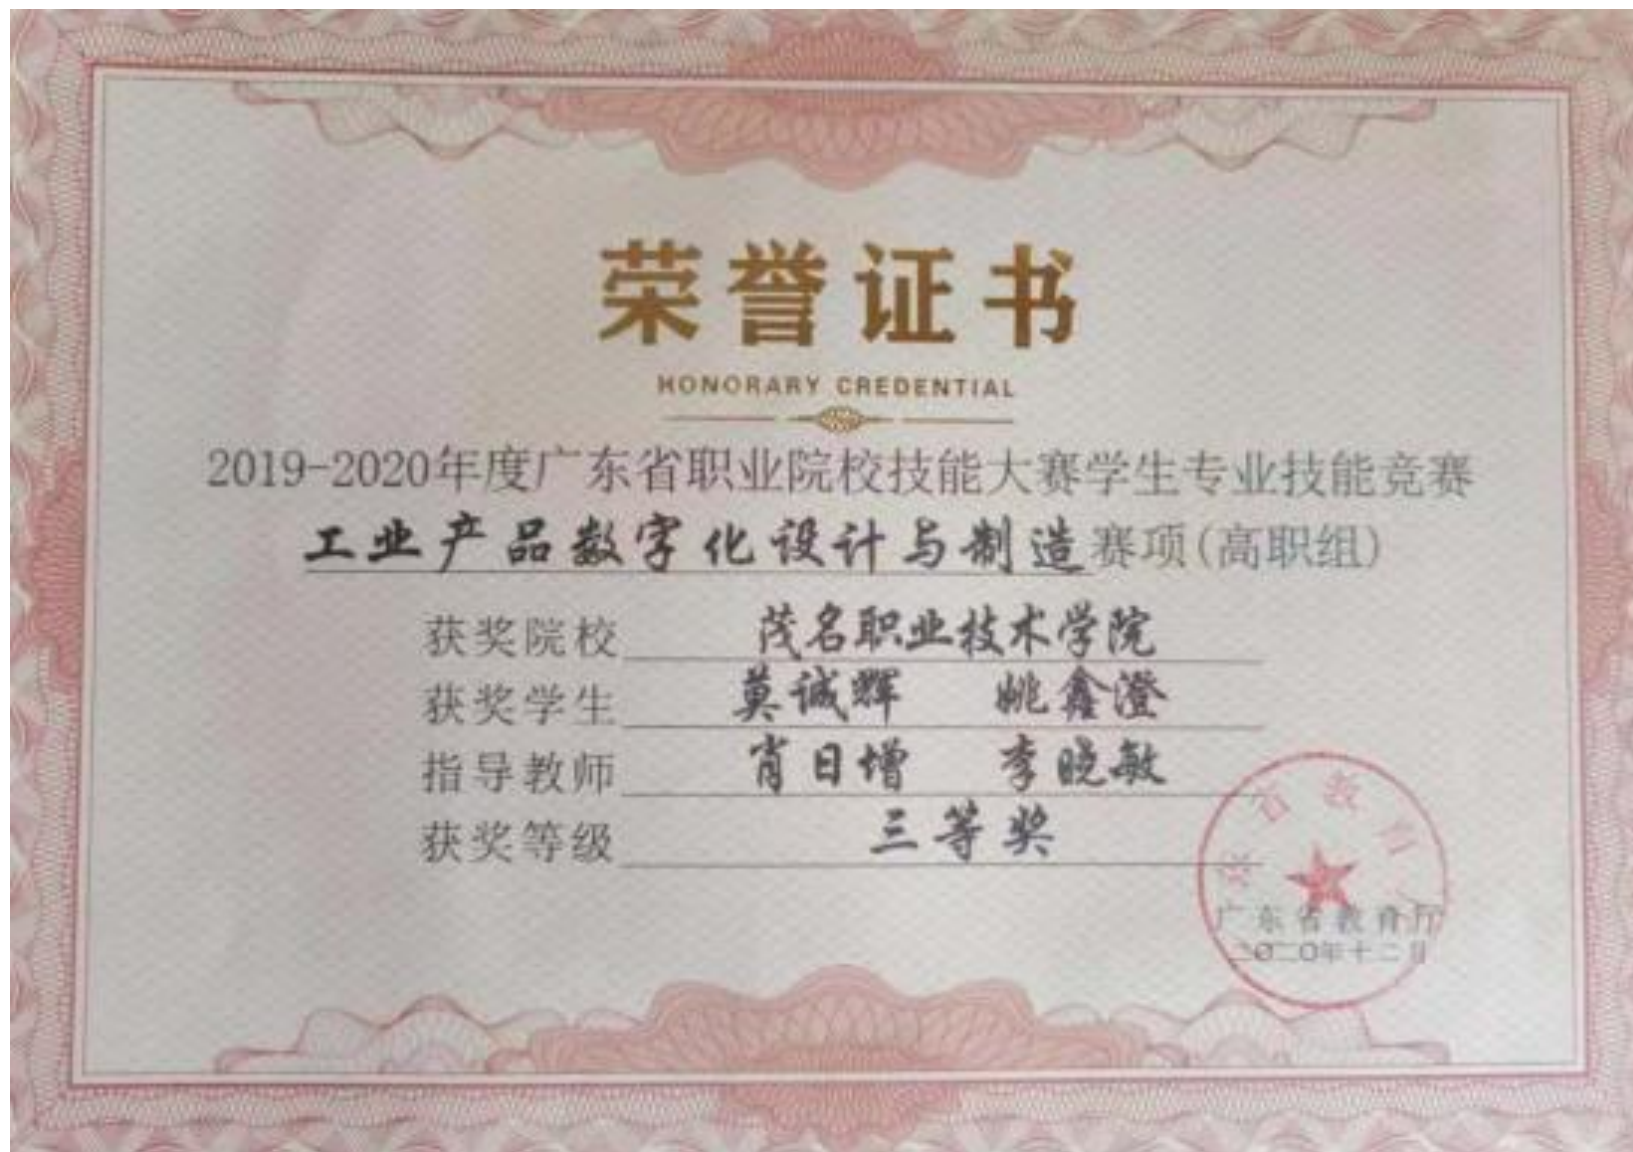 荣誉证书
HONORARY CREDENTIAL
2019-2020年度广东省职业院校技能大赛学生专业技能竞赛
工业产品数字化设计与制造赛项(高职组)
获奖院校 茂名职业技术学院
获奖学生 莫诚辉 姚鑫澄
指导教师 肖日增 李晓敏
获奖等级 三等奖
广东省教育厅
二〇二〇年十二月